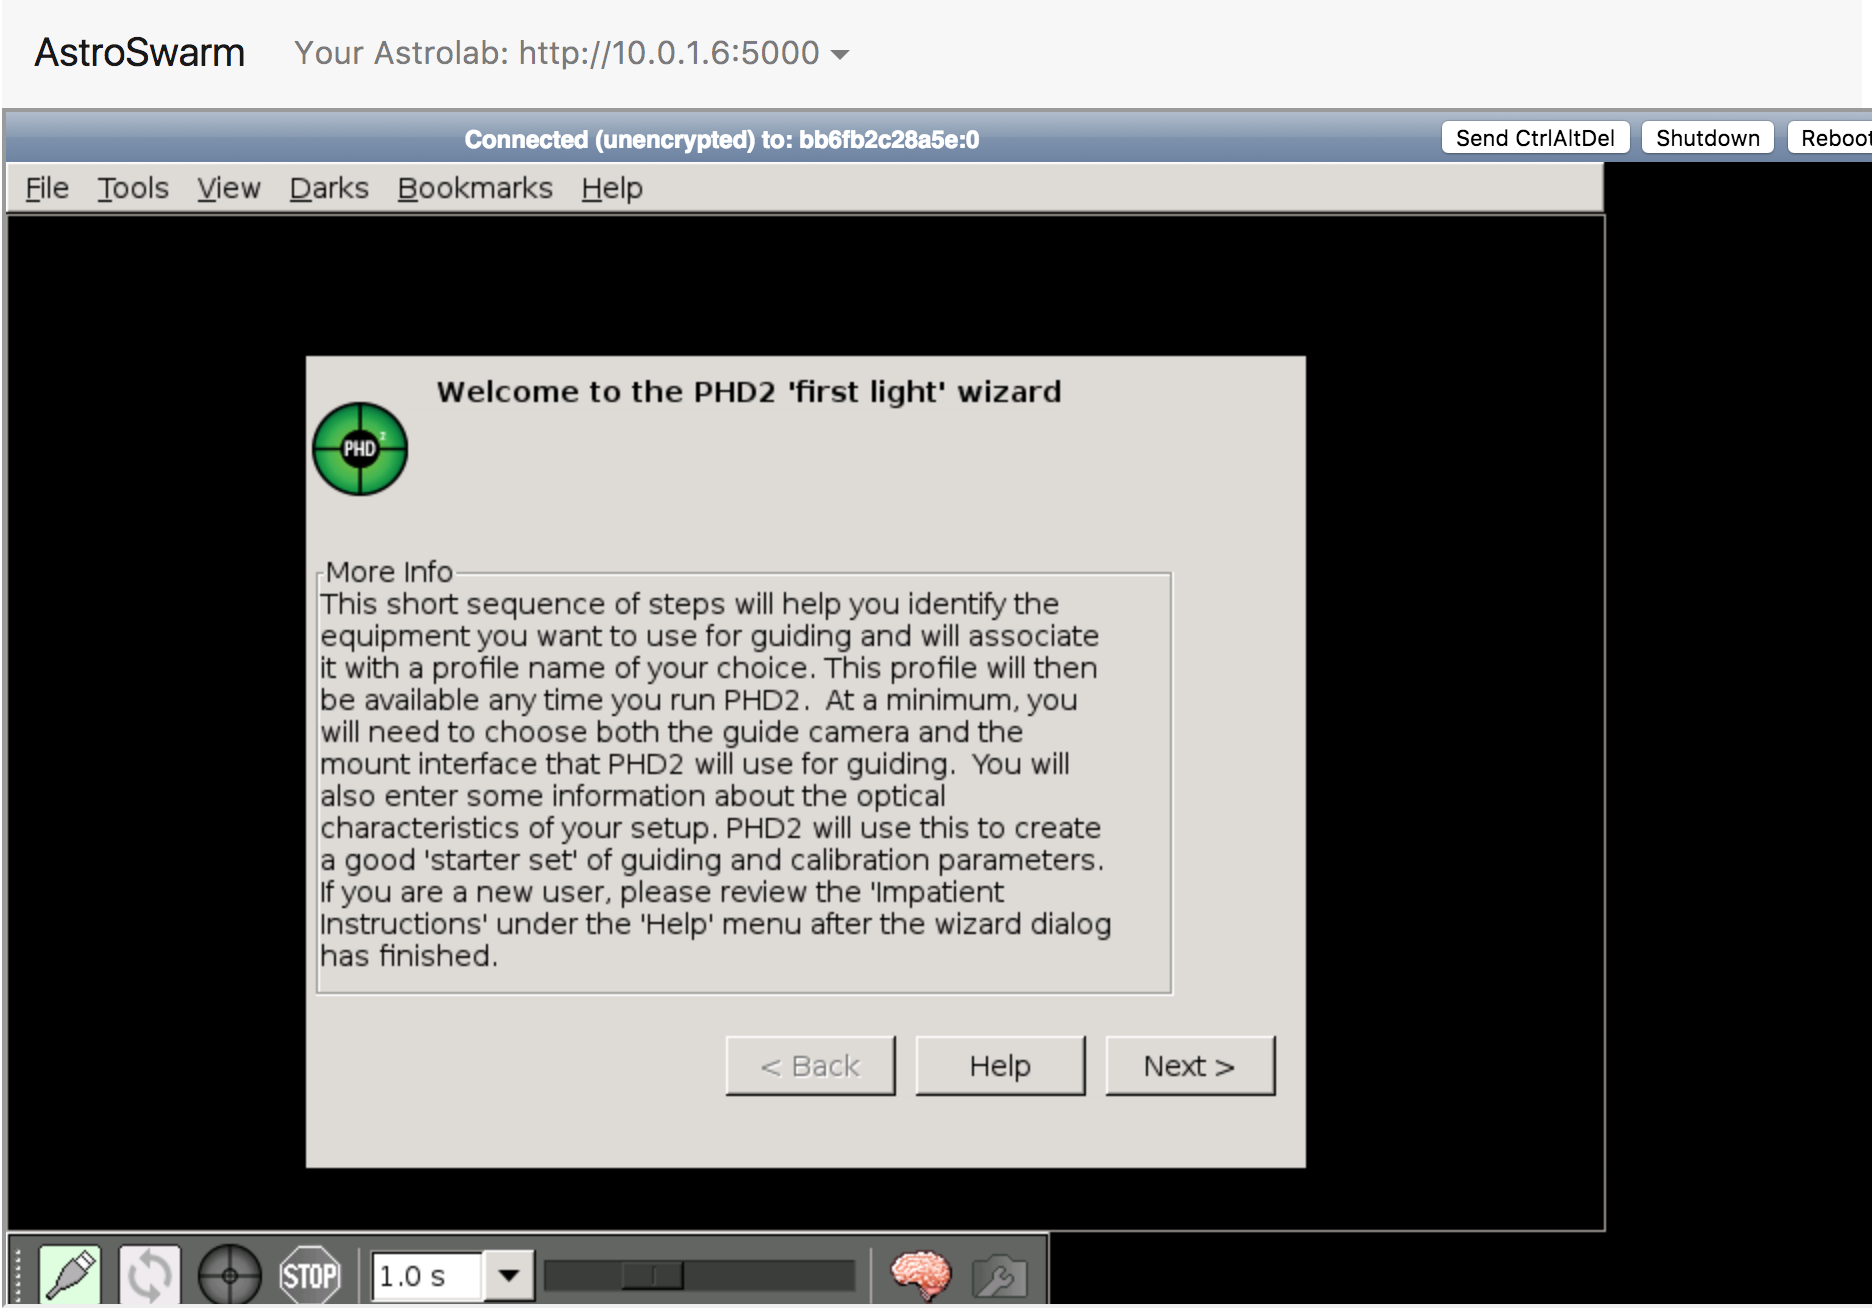 AstroSwarm Your Astrolab: http://10.0.1.6:5000
Connected (unencrypted) to: bb6fb2c28a5e:0 Send CtrlAltDel Shutdown Reboot
File Tools View Darks Bookmarks Help
Welcome to the PHD2 'first light' wizard
PHD 2
More Info
This short sequence of steps will help you identify the
equipment you want to use for guiding and will associate
it with a profile name of your choice. This profile will then
be available any time you run PHD2.  At a minimum, you
will need to choose both the guide camera and the
mount interface that PHD2 will use for guiding.  You will
also enter some information about the optical
characteristics of your setup. PHD2 will use this to create
a good 'starter set' of guiding and calibration parameters.
If you are a new user, please review the 'Impatient
Instructions' under the 'Help' menu after the wizard dialog
has finished.
< Back Help Next >
STOP 1.0 s